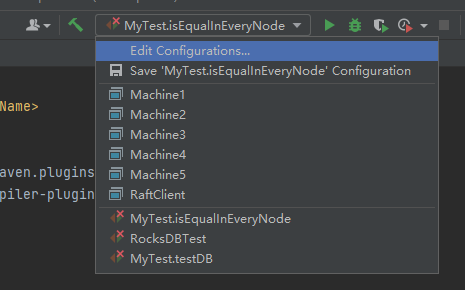 MyTest.isEqualInEveryNode
Edit Configurations...
Save 'MyTest.isEqualInEveryNode' Configuration
Name>
Machine1
Machine2
Machine3
aven.plugins
Machine4
piler-plugin
Machine5
RaftClient
MyTest.isEqualInEveryNode
RocksDBTest
MyTest.testDB